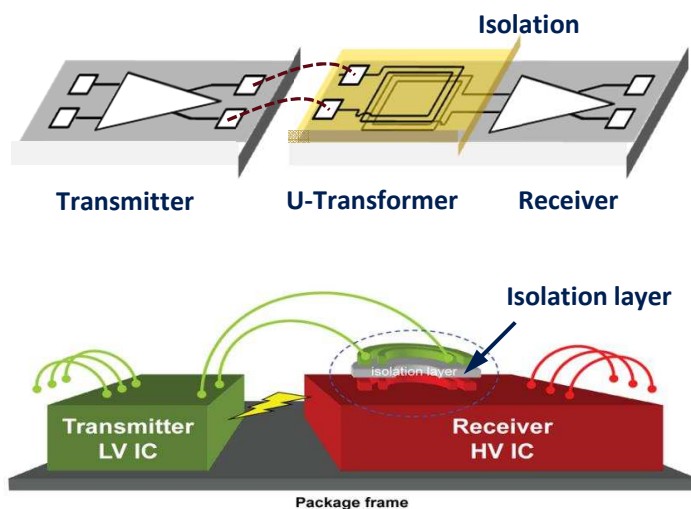 Isolation
Transmitter
U-Transformer
Receiver
Isolation layer
isolation layer
Transmitter
LV IC
Receiver
HV IC
Package frame